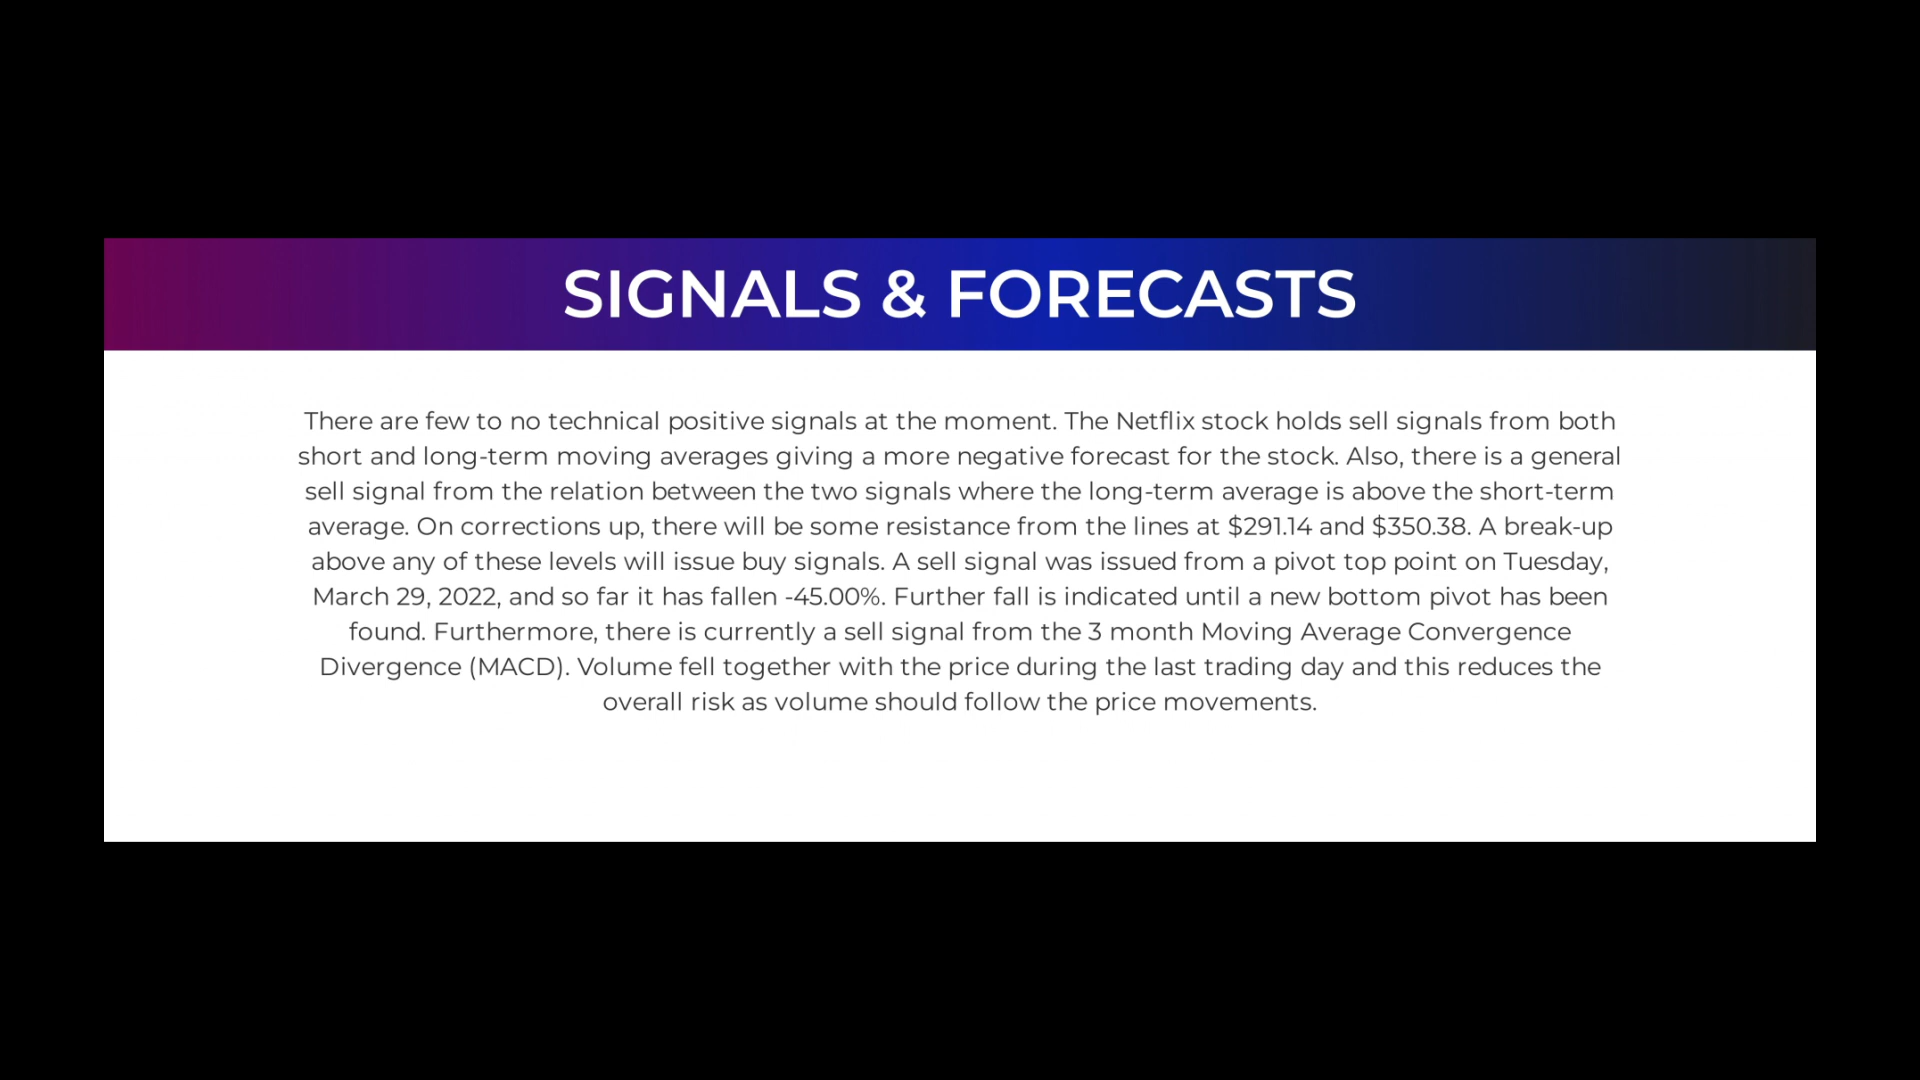 SIGNALS & FORECASTS
There are few to no technical positive signals at the moment. The Netflix stock holds sell signals from both
short and long-term moving averages giving a more negative forecast for the stock. Also, there is a general
sell signal from the relation between the two signals where the long-term average is above the short-term
average. On corrections up, there will be some resistance from the lines at $291.14 and $350.38. A break-up
above any of these levels will issue buy signals. A sell signal was issued from a pivot top point on Tuesday,
March 29, 2022, and so far it has fallen -45.00%. Further fall is indicated until a new bottom pivot has been
found. Furthermore, there is currently a sell signal from the 3 month Moving Average Convergence
Divergence (MACD). Volume fell together with the price during the last trading day and this reduces the
overall risk as volume should follow the price movements.